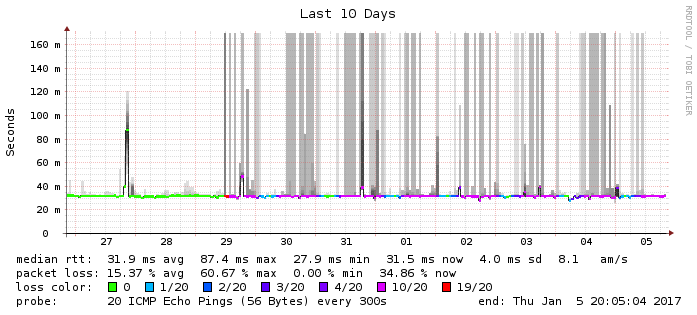 Last 10 Days
RRDTOOL / TOBI OETIKER
Seconds
160 m
140 m
120 m
100 m
80 m
60 m
40 m
20 m
0
27 28 29 30 31 01 02 03 04 05
median rtt: 31.9 ms avg 87.4 ms max 27.9 ms min 31.5 ms now 4.0 ms sd 8.1 am/s
packet loss: 15.37 % avg 60.67 % max 0.00 % min 34.86 % now
loss color: 0 1/20 2/20 3/20 4/20 10/20 19/20
probe: 20 ICMP Echo Pings (56 Bytes) every 300s end: Thu Jan 5 20:05:04 2017